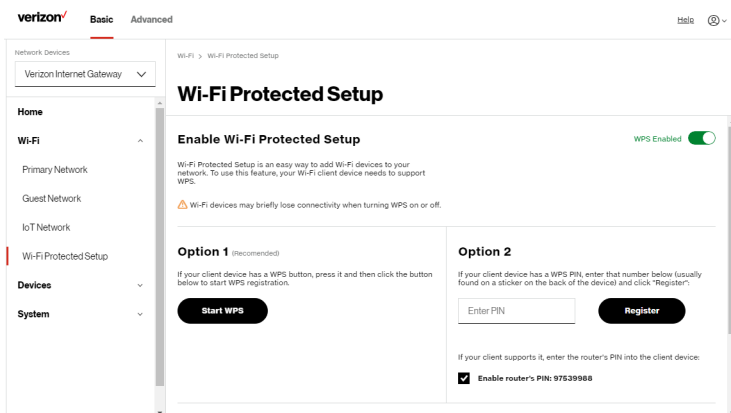 verizon
Basic Advanced
Help
Network Devices
Verizon Internet Gateway
Home
Wi-Fi
Primary Network
Guest Network
IoT Network
Wi-Fi Protected Setup
Devices
System
Wi-Fi > Wi-Fi Protected Setup
Wi-Fi Protected Setup
Enable Wi-Fi Protected Setup
WPS Enabled
Wi-Fi Protected Setup is an easy way to add Wi-Fi devices to your
network. To use this feature, your Wi-Fi client device needs to support
WPS.
Wi-Fi devices may briefly lose connectivity when turning WPS on or off.
Option 1 (Recomended)
If your client device has a WPS button, press it and then click the button
below to start WPS registration.
Start WPS
Option 2
If your client device has a WPS PIN, enter that number below (usually
found on a sticker on the back of the device) and click "Register":
Enter PIN
Register
If your client supports it, enter the router's PIN into the client device:
Enable router's PIN: 97539988